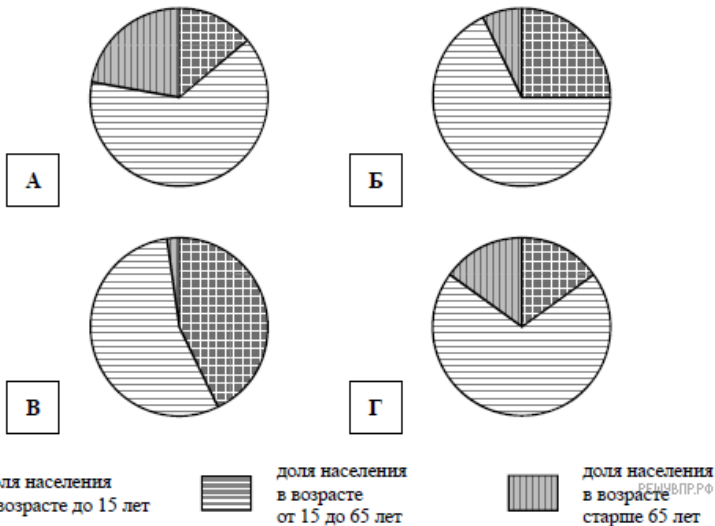 А
Б
В
Г
доля населения
в возрасте
от 15 до 65 лет
доля населения
в возрасте
старше 65 лет
населения
возрасте до 15 лет
РЕШУВПР.РФ